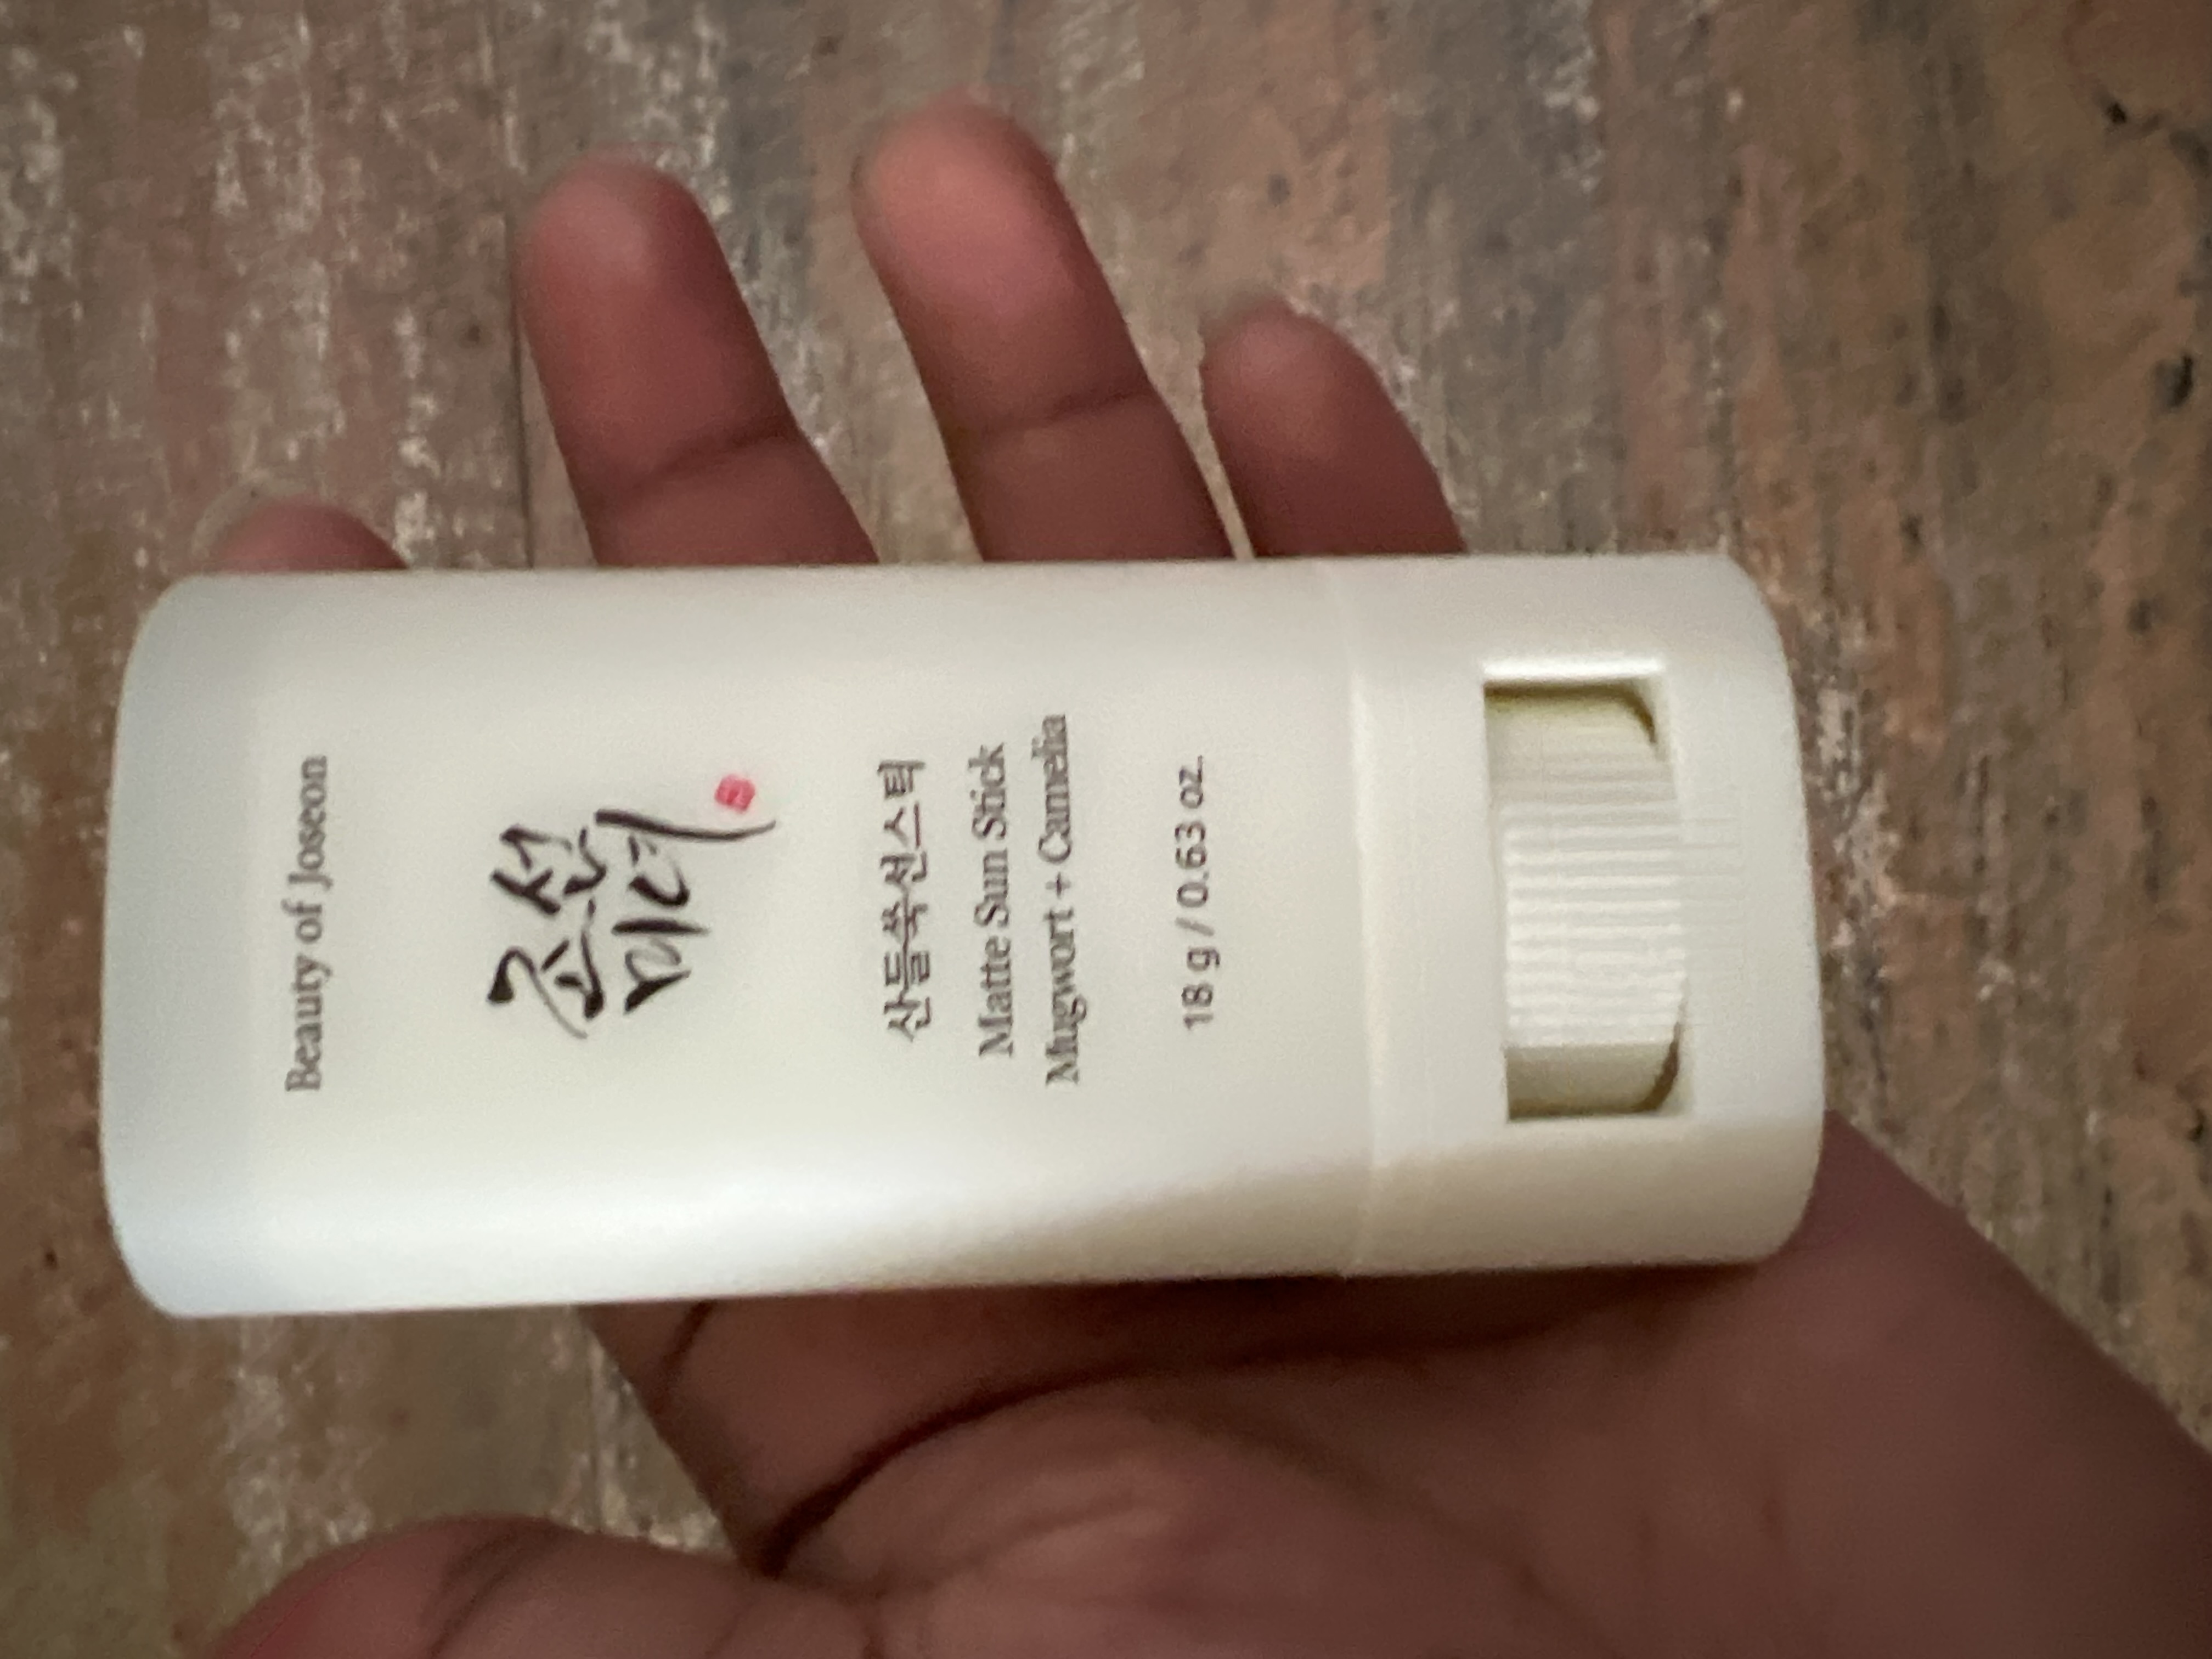 Beauty of Joseon
조선
미녀
산들쑥선스틱
Matte Sun Stick
Mugwort + Camelia
18 g / 0.63 oz.